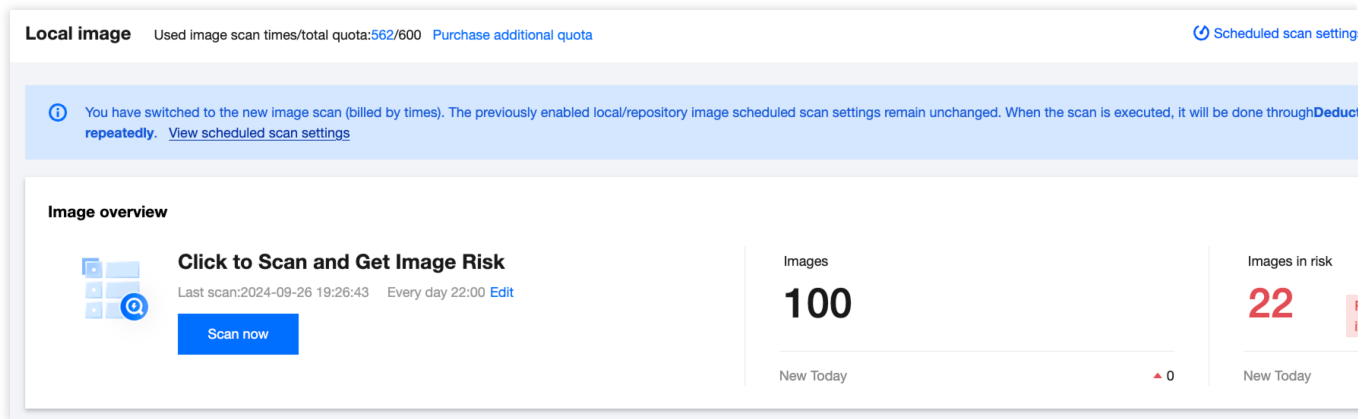 Local image Used image scan times/total quota:562/600 Purchase additional quota Scheduled scan settings
You have switched to the new image scan (billed by times). The previously enabled local/repository image scheduled scan settings remain unchanged. When the scan is executed, it will be done throughDeduct
repeatedly. View scheduled scan settings
Image overview
Click to Scan and Get Image Risk
Last scan:2024-09-26 19:26:43 Every day 22:00 Edit
Scan now
Images
100
New Today 0
Images in risk
22
New Today